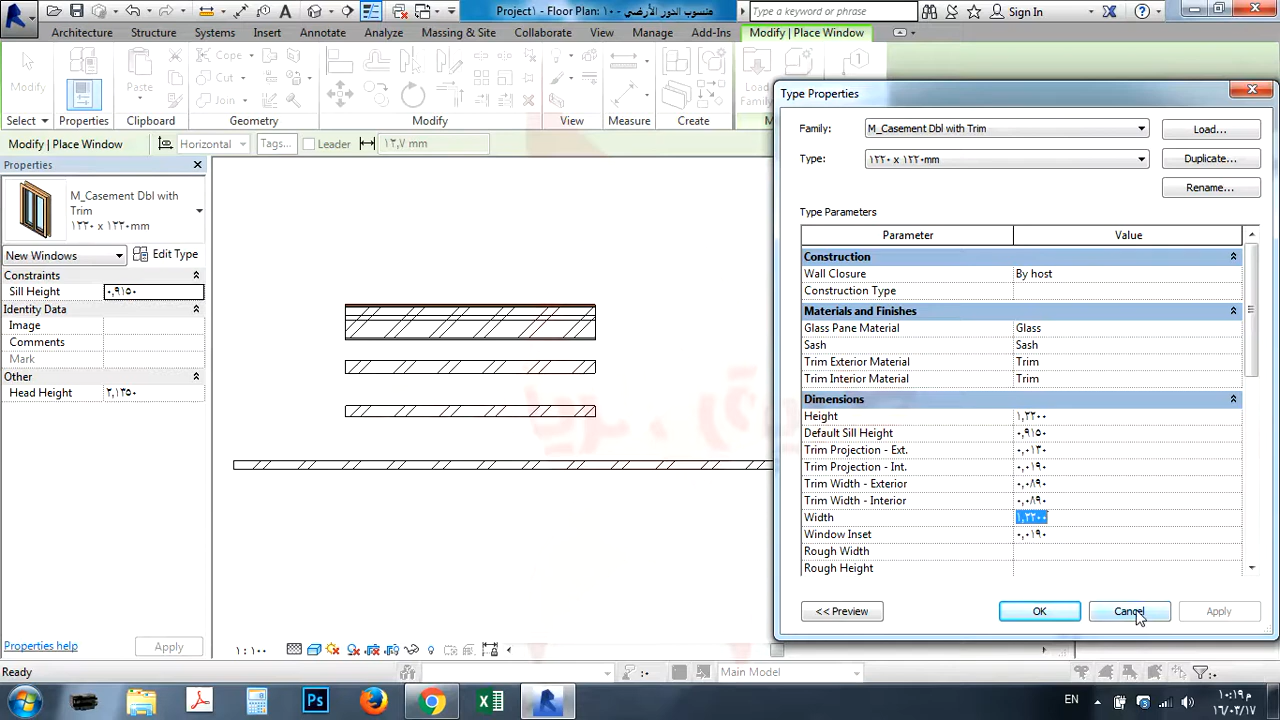 Project١ - Floor Plan: ١٠ - منسوب الدور الأرضي
Type a keyword or phrase
Sign In
Architecture Structure Systems Insert Annotate Analyze Massing & Site Collaborate View Manage Add-Ins Modify | Place Window
Modify
Paste
Cope
Cut
Join
Load
Family
Select Properties Clipboard Geometry Modify View Measure Create
Modify | Place Window Horizontal Tags... Leader ١٢,٧ mm
Properties
M_Casement Dbl with
Trim
١٢٢٠ x ١٢٢٠mm
New Windows Edit Type
Constraints
Sill Height ٠,٩١٥٠
Identity Data
Image
Comments
Mark
Other
Head Height ٢,١٣٥٠
Properties help Apply
١ : ١٠٠
Ready
:٠
Main Model
Type Properties
Family: M_Casement Dbl with Trim Load...
Type: ١٢٢٠ x ١٢٢٠mm Duplicate...
Rename...
Type Parameters
Parameter Value
Construction
Wall Closure By host
Construction Type
Materials and Finishes
Glass Pane Material Glass
Sash Sash
Trim Exterior Material Trim
Trim Interior Material Trim
Dimensions
Height ١,٢٢٠٠
Default Sill Height ٠,٩١٥٠
Trim Projection - Ext. ٠,٠١٣٠
Trim Projection - Int. ٠,٠١٩٠
Trim Width - Exterior ٠,٠٨٩٠
Trim Width - Interior ٠,٠٨٩٠
Width ١,٢٢٠٠
Window Inset ٠,٠١٩٠
Rough Width
Rough Height
<< Preview OK Cancel Apply
Ps
EN
١٠:١٩ م
١٦/٠٣/١٧